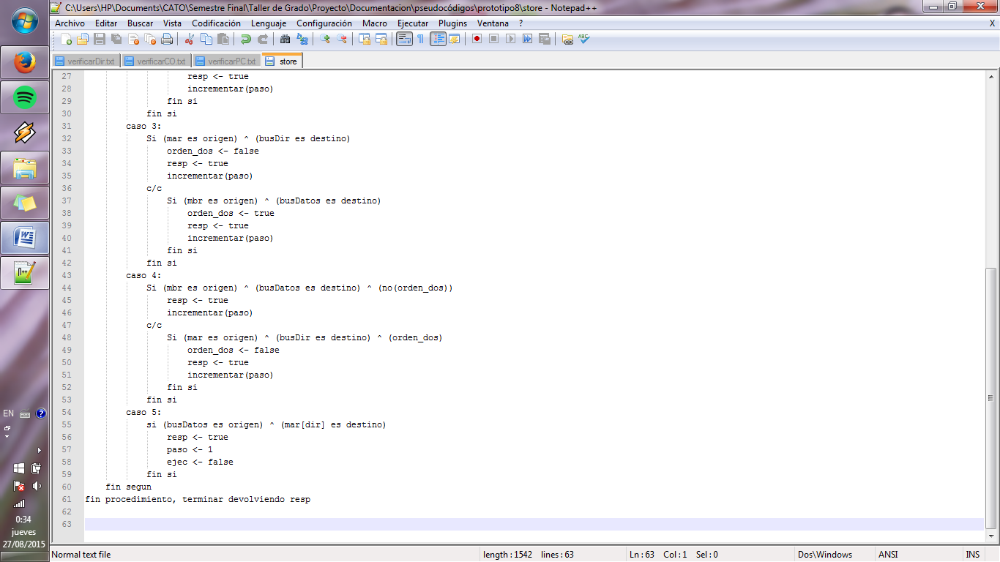 C:\Users\HP\Documents\CATO\Semestre Final\Taller de Grado\Proyecto\Documentacion\pseudocódigos\prototipo8\store - Notepad++
Archivo Editar Buscar Vista Codificación Lenguaje Configuración Macro Ejecutar Plugins Ventana ? X
verificarDir.txt verificarCO.txt verificarPC.txt store
27 resp <- true
28 incrementar(paso)
29 fin si
30 fin si
31 caso 3:
32 Si (mar es origen) ^ (busDir es destino)
33 orden_dos <- false
34 resp <- true
35 incrementar(paso)
36 c/c
37 Si (mbr es origen) ^ (busDatos es destino)
38 orden_dos <- true
39 resp <- true
40 incrementar(paso)
41 fin si
42 fin si
43 caso 4:
44 Si (mbr es origen) ^ (busDatos es destino) ^ (no(orden_dos))
45 resp <- true
46 incrementar(paso)
47 c/c
48 Si (mar es origen) ^ (busDir es destino) ^ (orden_dos)
49 orden_dos <- false
50 resp <- true
51 incrementar(paso)
52 fin si
53 fin si
54 caso 5:
55 si (busDatos es origen) ^ (mar[dir] es destino)
56 resp <- true
57 paso <- 1
58 ejec <- false
59 fin si
60 fin segun
61 fin procedimiento, terminar devolviendo resp
62
63
EN
0:34
jueves
27/08/2015
Normal text file length : 1542 lines : 63 Ln : 63 Col : 1 Sel : 0 Dos\Windows ANSI INS